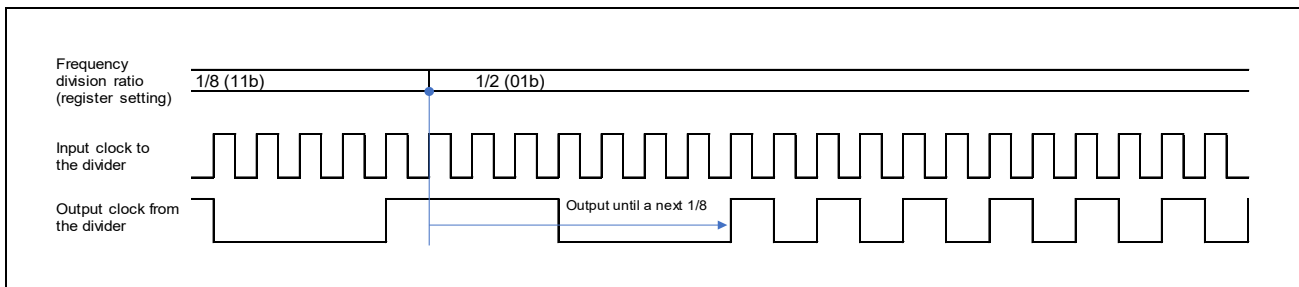 Frequency
division ratio
(register setting)
1/8 (11b)
1/2 (01b)
Input clock to
the divider
Output clock from
the divider
Output until a next 1/8